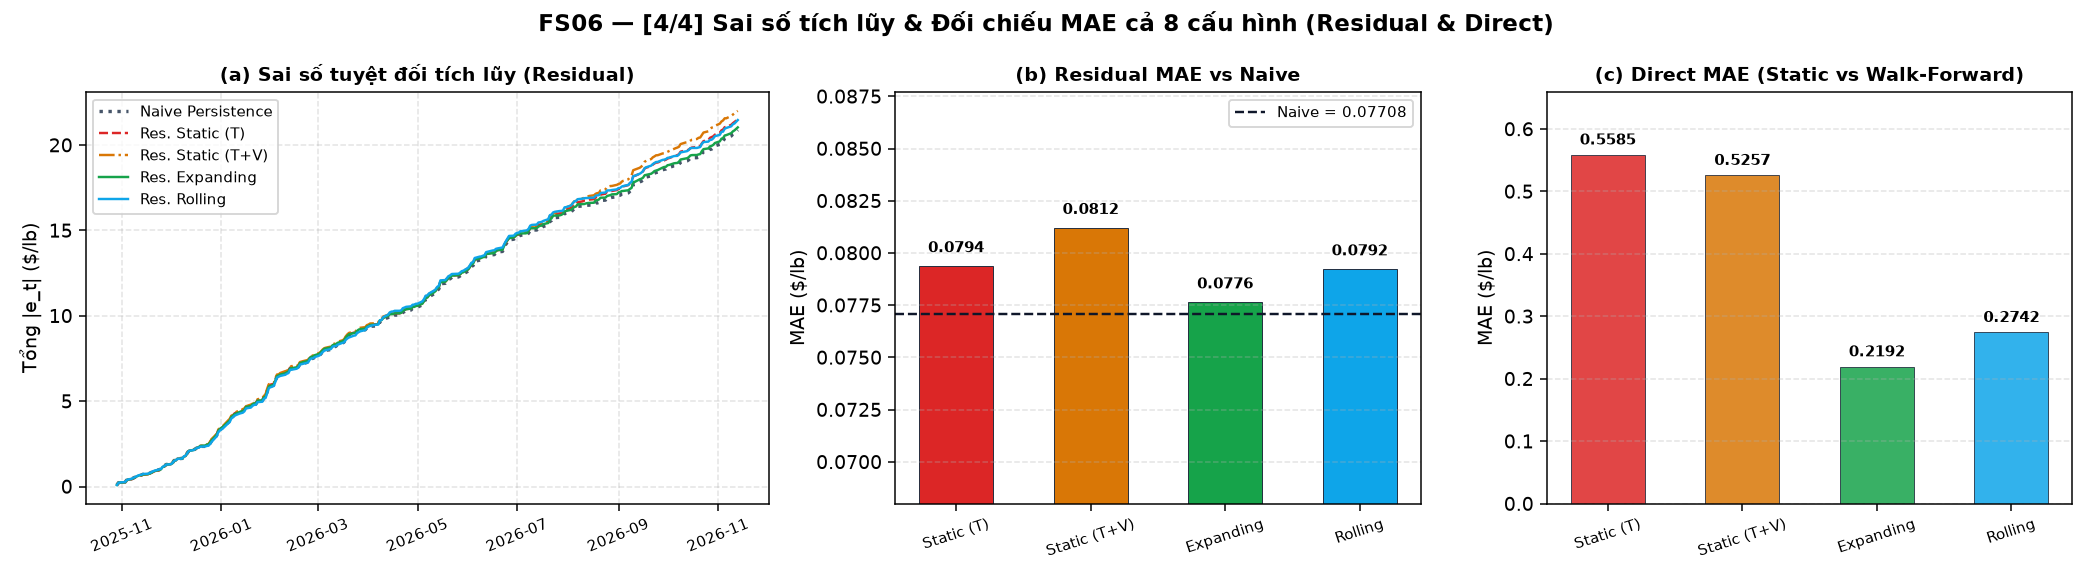 FS06 — [4/4] Sai số tích lũy & Đối chiếu MAE cả 8 cấu hình (Residual & Direct)
(a) Sai số tuyệt đối tích lũy (Residual)
Tổng |e_t| ($/lb)
20
15
10
5
0
Naive Persistence
Res. Static (T)
Res. Static (T+V)
Res. Expanding
Res. Rolling
2025-11
2026-01
2026-03
2026-05
2026-07
2026-09
2026-11
(b) Residual MAE vs Naive
MAE ($/lb)
0.0875
0.0850
0.0825
0.0800
0.0775
0.0750
0.0725
0.0700
Naive = 0.07708
0.0794
0.0812
0.0776
0.0792
Static (T)
Static (T+V)
Expanding
Rolling
(c) Direct MAE (Static vs Walk-Forward)
MAE ($/lb)
0.6
0.5
0.4
0.3
0.2
0.1
0.0
0.5585
0.5257
0.2192
0.2742
Static (T)
Static (T+V)
Expanding
Rolling